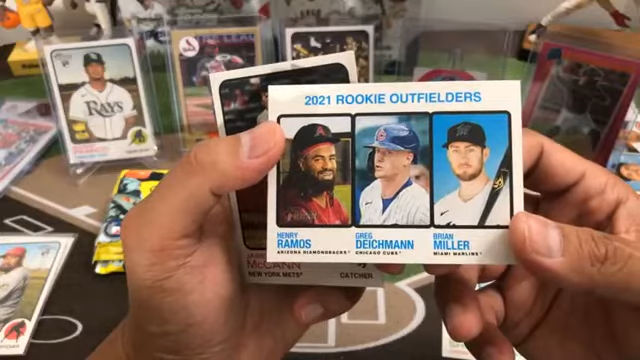 2021 ROOKIE OUTFIELDERS
HENRY
RAMOS
ARIZONA DIAMONDBACKS
GREG
DEICHMANN
CHICAGO CUBS
BRIAN
MILLER
MIAMI MARLINS
McCANN
NEW YORK METS
CATCHER
RAYS